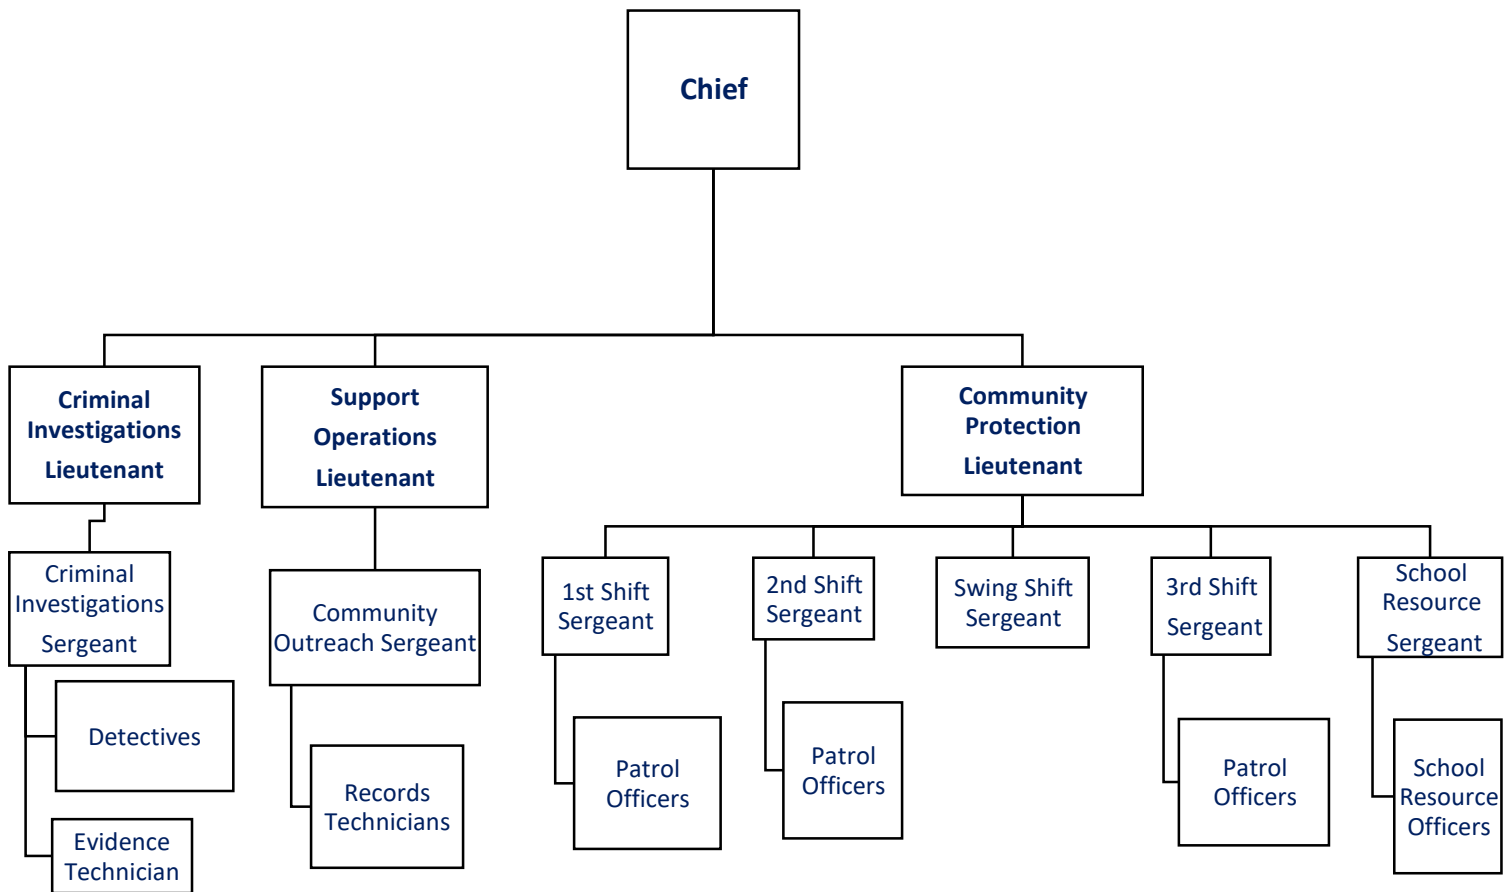 Chief
Criminal
Investigations
Lieutenant
Support
Operations
Lieutenant
Community
Protection
Lieutenant
Criminal
Investigations
Sergeant
Community
Outreach Sergeant
1st Shift
Sergeant
2nd Shift
Sergeant
Swing Shift
Sergeant
3rd Shift
Sergeant
School
Resource
Sergeant
Detectives
Evidence
Technician
Records
Technicians
Patrol
Officers
Patrol
Officers
Patrol
Officers
School
Resource
Officers